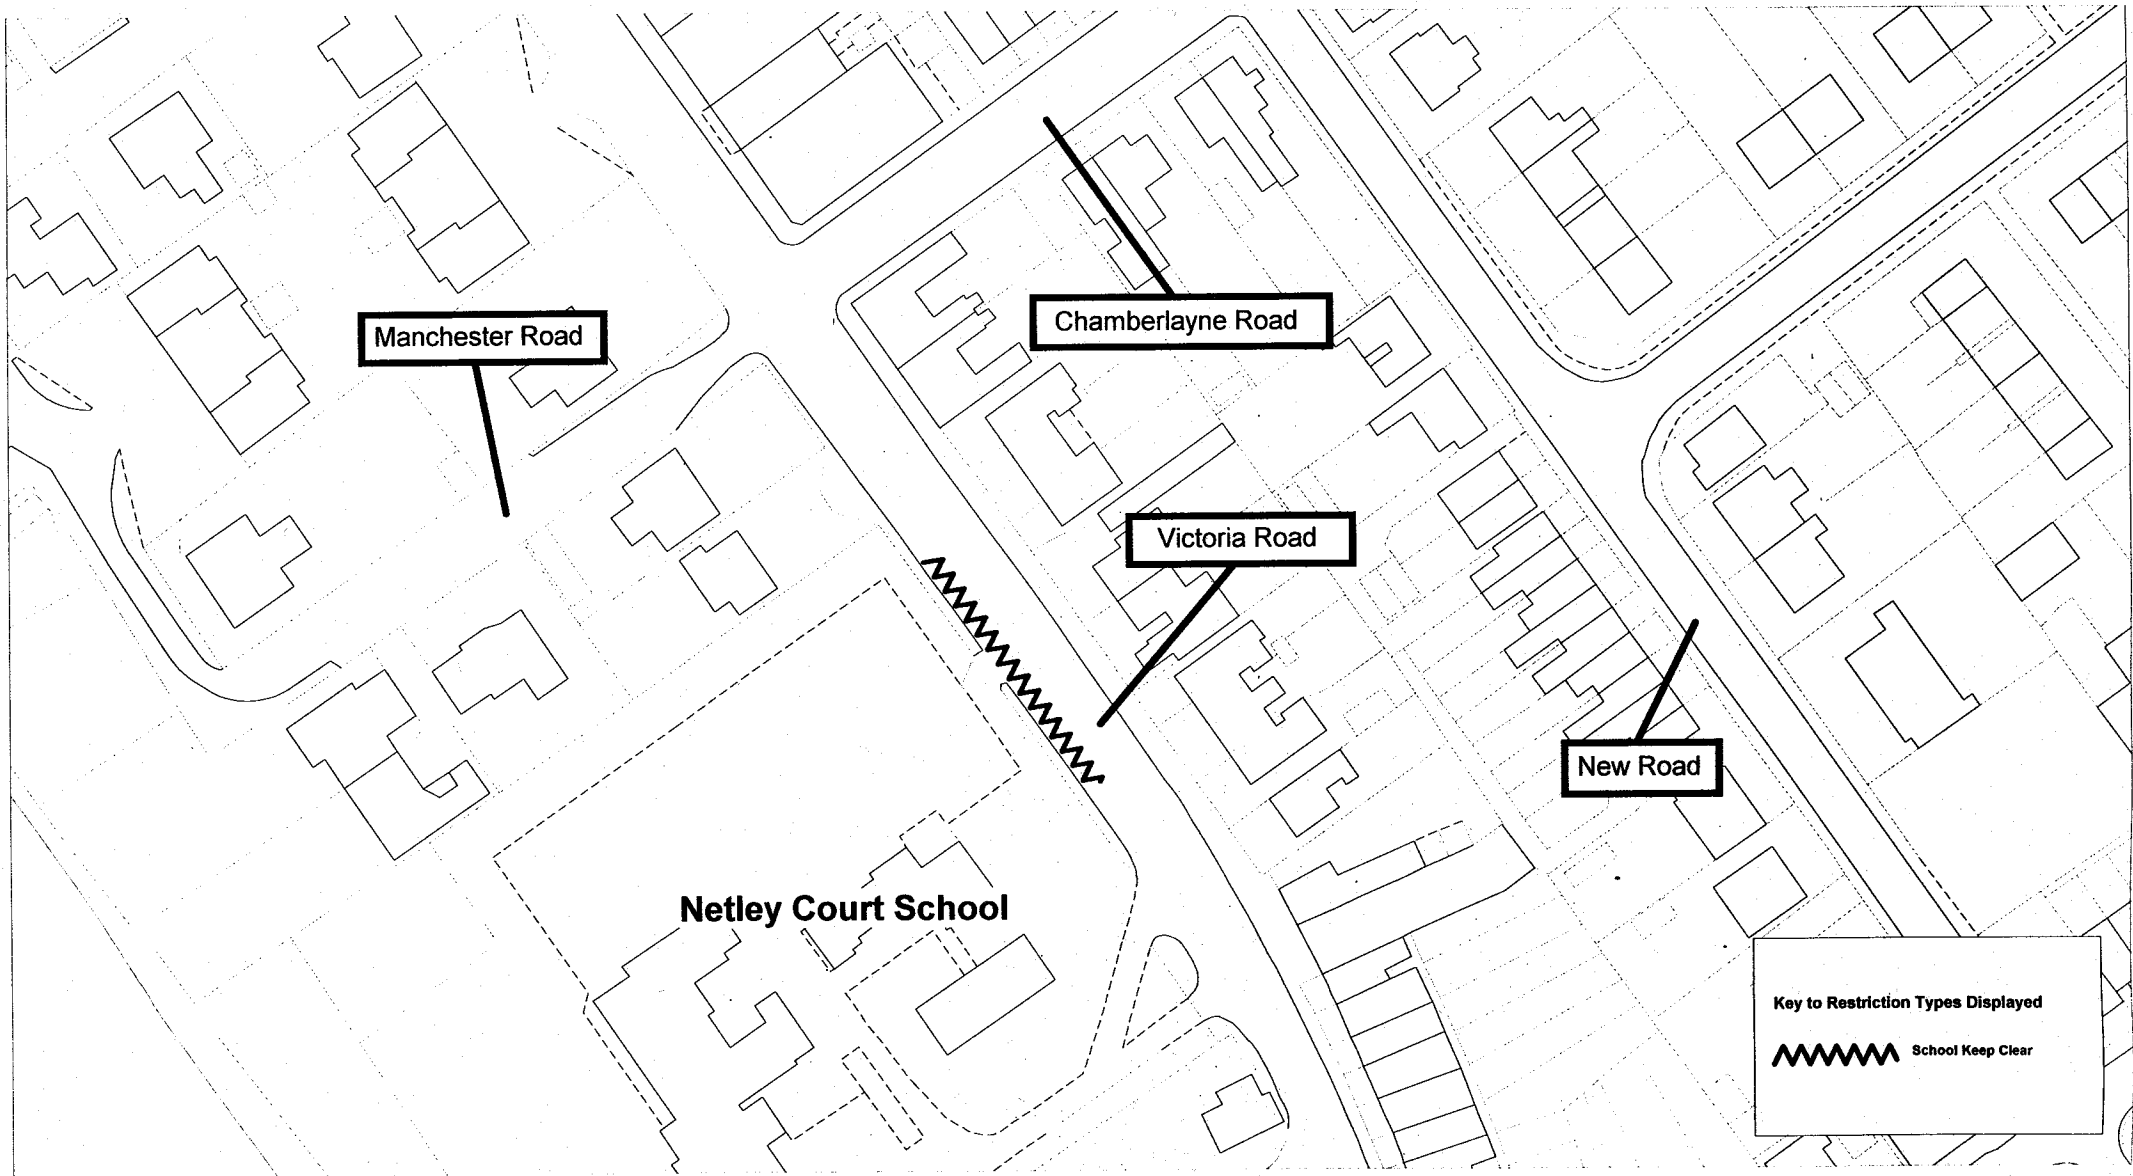 Manchester Road
Chamberlayne Road
Victoria Road
New Road
Netley Court School
Key to Restriction Types Displayed
School Keep Clear